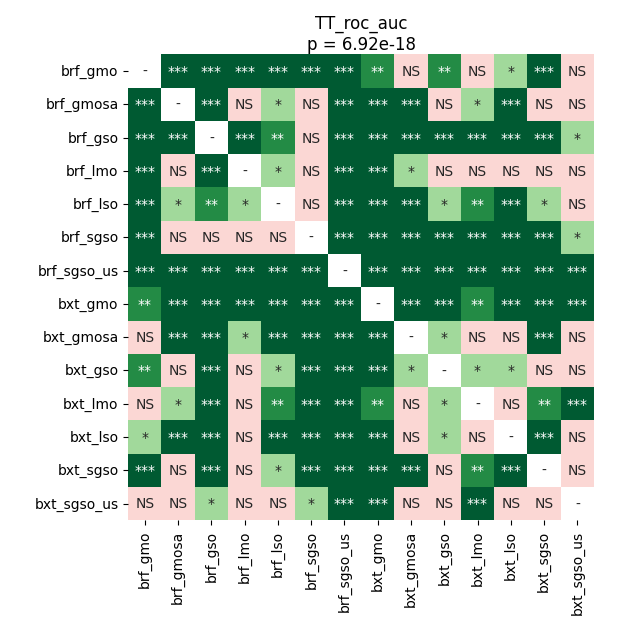 TT_roc_auc
p = 6.92e-18
brf_gmo - *** *** *** *** *** *** ** NS ** NS * *** NS
brf_gmosa *** - *** NS * NS *** *** *** NS * *** NS NS
brf_gso *** *** - *** ** NS *** *** *** *** *** *** *** *
brf_lmo *** NS *** - * NS *** *** * NS NS NS NS NS
brf_lso *** * ** * - NS *** *** *** * ** *** * NS
brf_sgso *** NS NS NS NS - *** *** *** *** *** *** *** *
brf_sgso_us *** *** *** *** *** *** - *** *** *** *** *** *** ***
bxt_gmo ** *** *** *** *** *** *** - *** *** ** *** *** ***
bxt_gmosa NS *** *** * *** *** *** *** - * NS NS *** NS
bxt_gso ** NS *** NS * *** *** *** * - * * NS NS
bxt_lmo NS * *** NS ** *** *** ** NS * - NS ** ***
bxt_lso * *** *** NS *** *** *** *** NS * NS - *** NS
bxt_sgso *** NS *** NS * *** *** *** *** NS ** *** - NS
bxt_sgso_us NS NS * NS NS * *** *** NS NS *** NS NS -
brf_gmo brf_gmosa brf_gso brf_lmo brf_lso brf_sgso brf_sgso_us bxt_gmo bxt_gmosa bxt_gso bxt_lmo bxt_lso bxt_sgso bxt_sgso_us